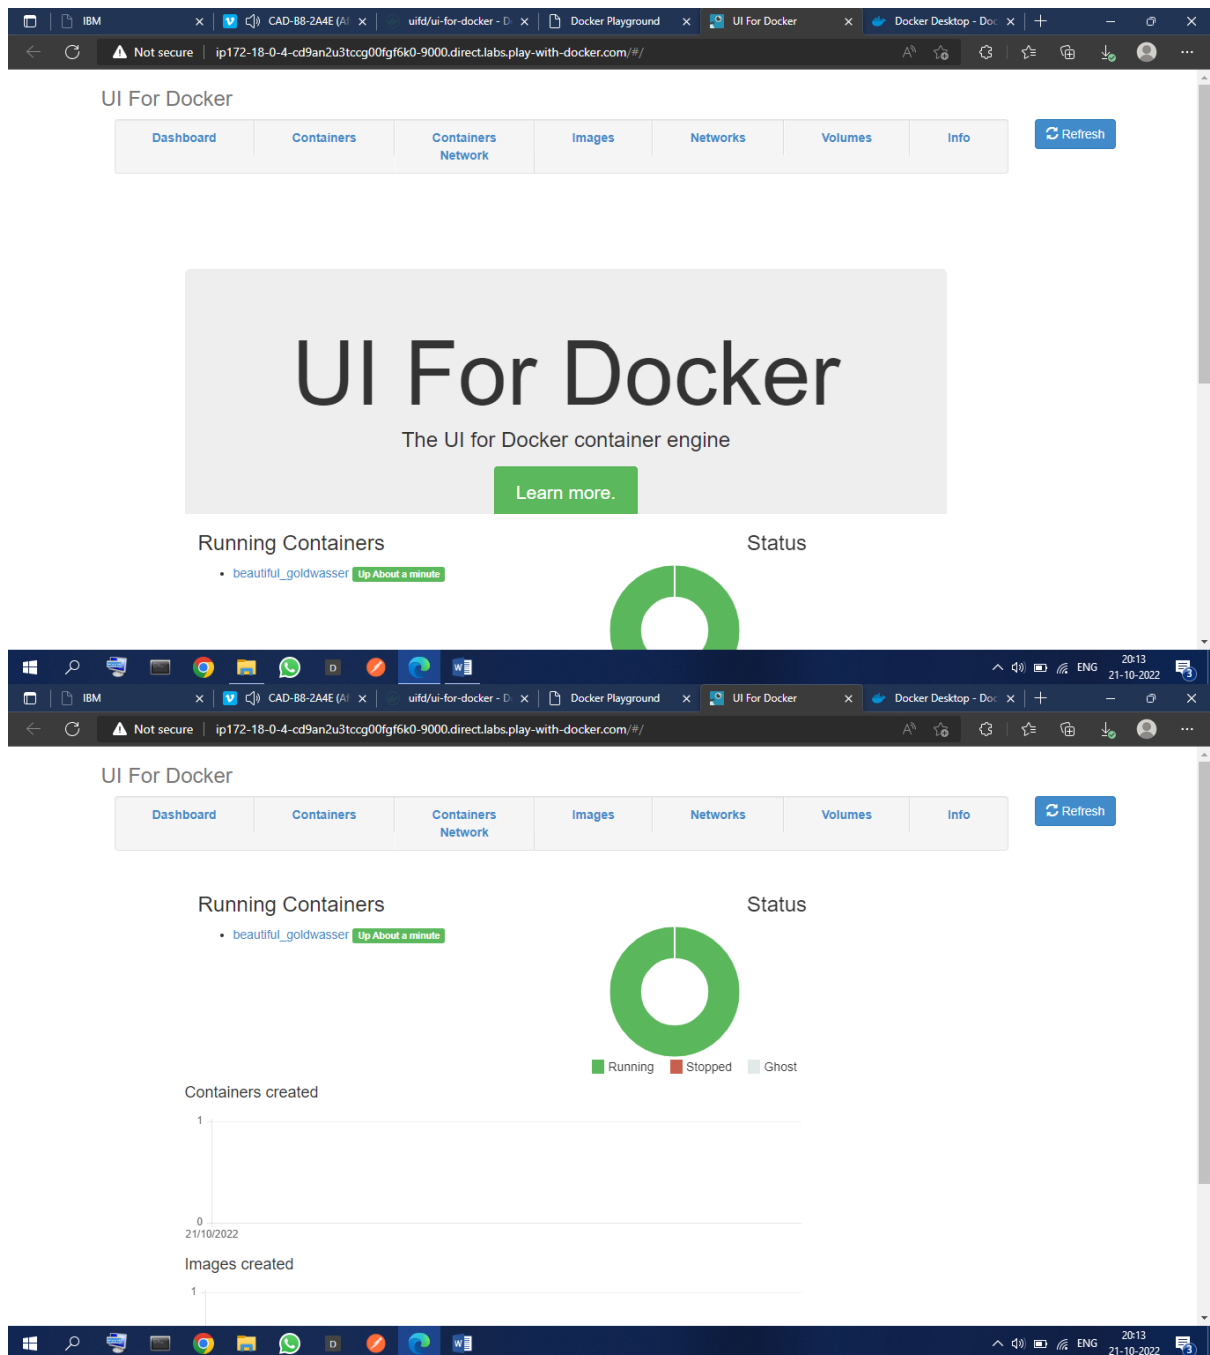 IBM
CAD-B8-2A4E (Af
uifd/ui-for-docker - D
Docker Playground
UI For Docker
Docker Desktop - Doc
Not secure
ip172-18-0-4-cd9an2u3tccg00fgf6k0-9000.direct.labs.play-with-docker.com/#/
UI For Docker
Dashboard
Containers
Containers
Network
Images
Networks
Volumes
Info
Refresh
UI For Docker
The UI for Docker container engine
Learn more.
Running Containers
Status
beautiful_goldwasser Up About a minute
ENG
20:13
21-10-2022
3
IBM
CAD-B8-2A4E (Af
uifd/ui-for-docker - D
Docker Playground
UI For Docker
Docker Desktop - Doc
Not secure
ip172-18-0-4-cd9an2u3tccg00fgf6k0-9000.direct.labs.play-with-docker.com/#/
UI For Docker
Dashboard
Containers
Containers
Network
Images
Networks
Volumes
Info
Refresh
Running Containers
Status
beautiful_goldwasser Up About a minute
Running
Stopped
Ghost
Containers created
1
0
21/10/2022
Images created
1
ENG
20:13
21-10-2022
3